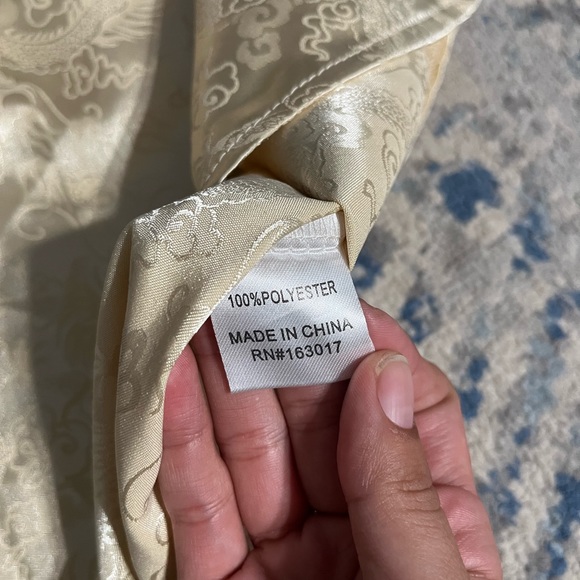 100%POLYESTER
MADE IN CHINA
RN#163017